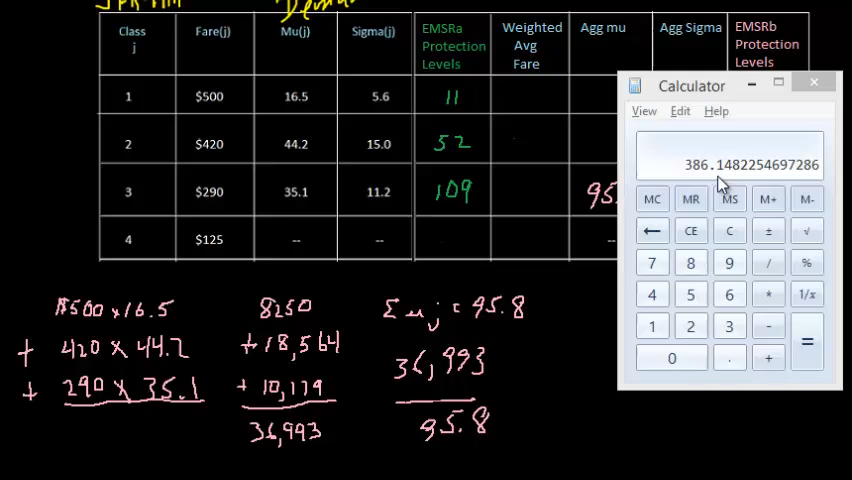 Class j Fare(j) Mu(j) Sigma(j) EMSRa Protection Levels Weighted Avg Fare Agg mu Agg Sigma EMSRb Protection Levels
1 $500 16.5 5.6 11
2 $420 44.2 15.0 52
3 $290 35.1 11.2 109 95.
4 $125 -- -- --
Calculator
View Edit Help
386.1482254697286
MC MR MS M+ M-
← CE C ± √
7 8 9 / %
4 5 6 * 1/x
1 2 3 - =
0 . +
$500 x 16.5 8250 Σ μj = 95.8
+ 420 x 44.2 +18,564 36,993
+ 290 x 35.1 + 10,179 95.8
36,993